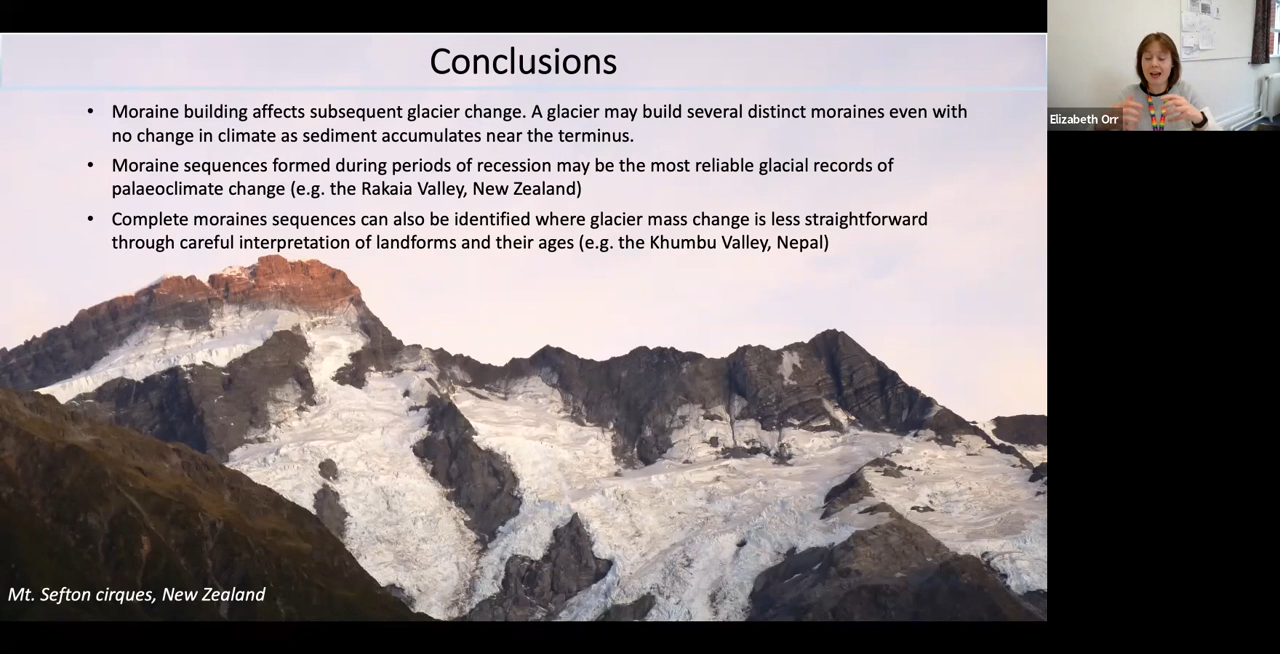 Conclusions
• Moraine building affects subsequent glacier change. A glacier may build several distinct moraines even with
no change in climate as sediment accumulates near the terminus.
• Moraine sequences formed during periods of recession may be the most reliable glacial records of
palaeoclimate change (e.g. the Rakaia Valley, New Zealand)
• Complete moraines sequences can also be identified where glacier mass change is less straightforward
through careful interpretation of landforms and their ages (e.g. the Khumbu Valley, Nepal)
Mt. Sefton cirques, New Zealand
Elizabeth Orr